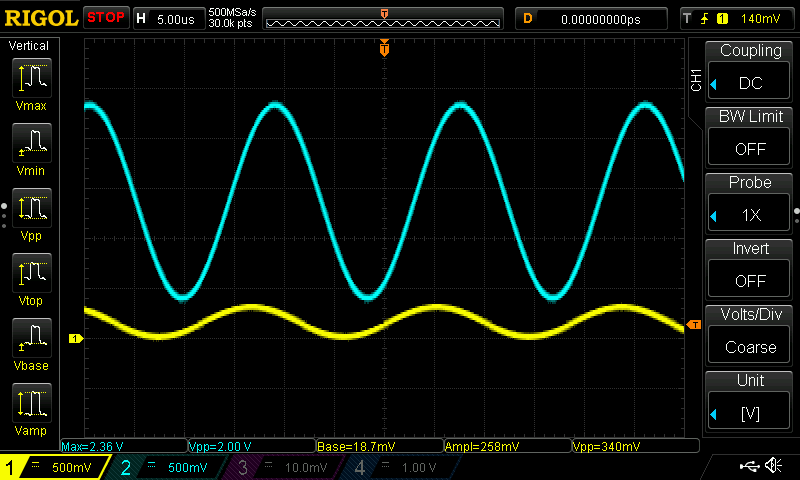 RIGOL STOP H 5.00us 500MSa/s 30.0k pts D 0.00000000ps T 1 140mV
Vertical
Vmax
Vmin
Vpp
Vtop
Vbase
Vamp
T
1
T
CH1
Coupling
DC
BW Limit
OFF
Probe
1X
Invert
OFF
Volts/Div
Coarse
Unit
[V]
Max=2.36 V Vpp=2.00 V Base=18.7mV Ampl=258mV Vpp=340mV
1 500mV 2 500mV 3 10.0mV 4 1.00 V